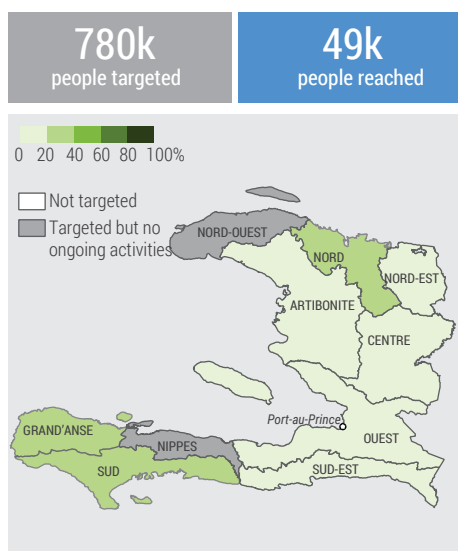 780k
people targeted
49k
people reached
0 20 40 60 80 100%
Not targeted
Targeted but no
ongoing activities
NORD-OUEST
NORD
NORD-EST
ARTIBONITE
CENTRE
Port-au-Prince
GRAND'ANSE
OUEST
NIPPES
SUD
SUD-EST